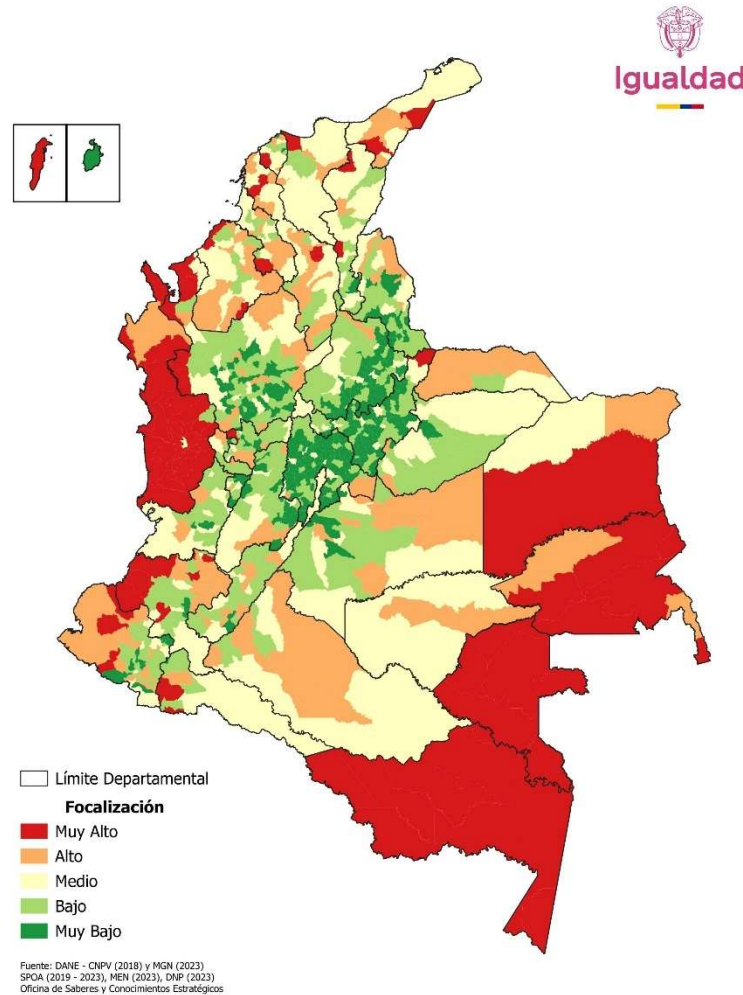 Igualdad
Límite Departamental
Focalización
Muy Alto
Alto
Medio
Bajo
Muy Bajo
Fuente: DANE - CNPV (2018) y MGN (2023)
SPOA (2019 - 2023), MEN (2023), DNP (2023)
Oficina de Saberes y Conocimientos Estratégicos